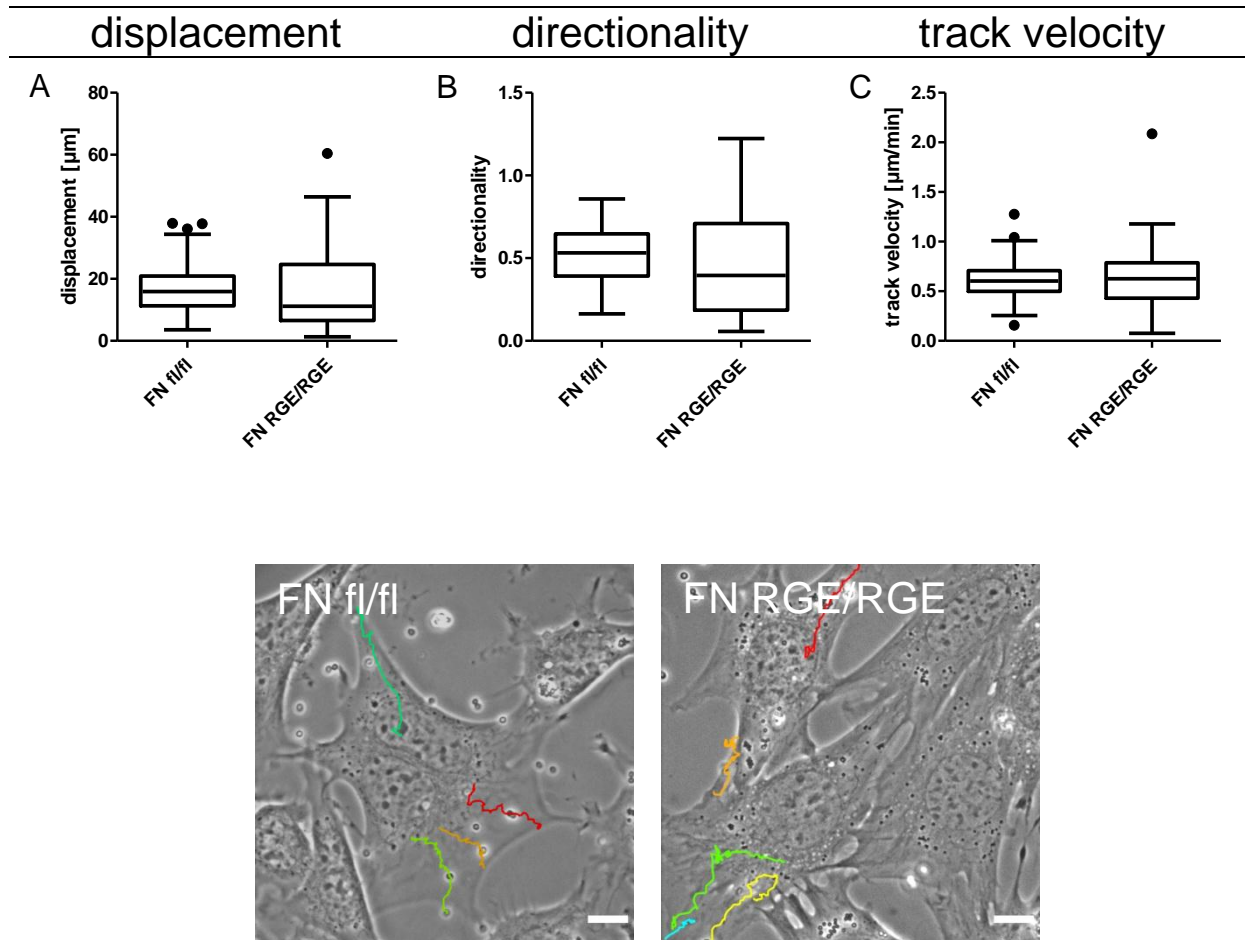 displacement directionality track velocity
A
80
60
40
20
0
displacement [µm]
FN fl/fl
FN RGE/RGE
B
1.5
1.0
0.5
0.0
directionality
FN fl/fl
FN RGE/RGE
C
2.5
2.0
1.5
1.0
0.5
0.0
track velocity [µm/min]
FN fl/fl
FN RGE/RGE
FN fl/fl
FN RGE/RGE